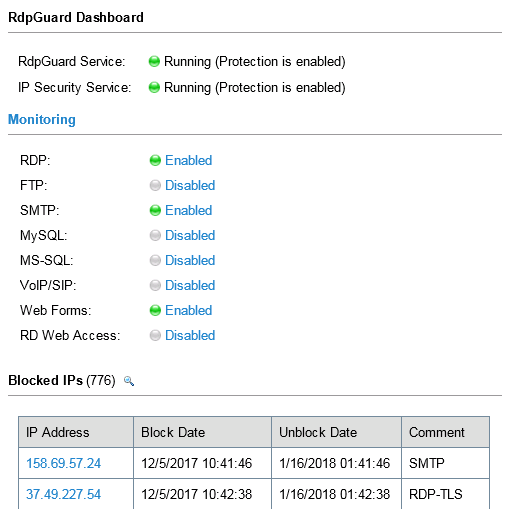 RdpGuard Dashboard
RdpGuard Service: Running (Protection is enabled)
IP Security Service: Running (Protection is enabled)
Monitoring
RDP: Enabled
FTP: Disabled
SMTP: Enabled
MySQL: Disabled
MS-SQL: Disabled
VoIP/SIP: Disabled
Web Forms: Enabled
RD Web Access: Disabled
Blocked IPs (776)
IP Address Block Date Unblock Date Comment
158.69.57.24 12/5/2017 10:41:46 1/16/2018 01:41:46 SMTP
37.49.227.54 12/5/2017 10:42:38 1/16/2018 01:42:38 RDP-TLS